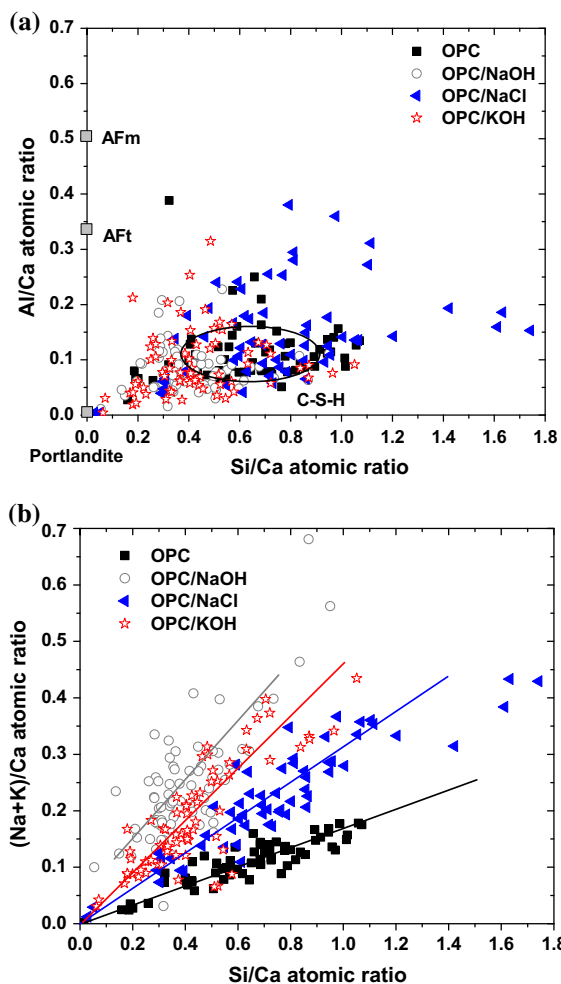 (a)
0.7
0.6
0.5
0.4
0.3
0.2
0.1
0.0
Al/Ca atomic ratio
OPC
OPC/NaOH
OPC/NaCl
OPC/KOH
AFm
AFt
C-S-H
0.0 0.2 0.4 0.6 0.8 1.0 1.2 1.4 1.6 1.8
Portlandite
Si/Ca atomic ratio
(b)
0.7
0.6
0.5
0.4
0.3
0.2
0.1
0.0
(Na+K)/Ca atomic ratio
OPC
OPC/NaOH
OPC/NaCl
OPC/KOH
0.0 0.2 0.4 0.6 0.8 1.0 1.2 1.4 1.6 1.8
Si/Ca atomic ratio